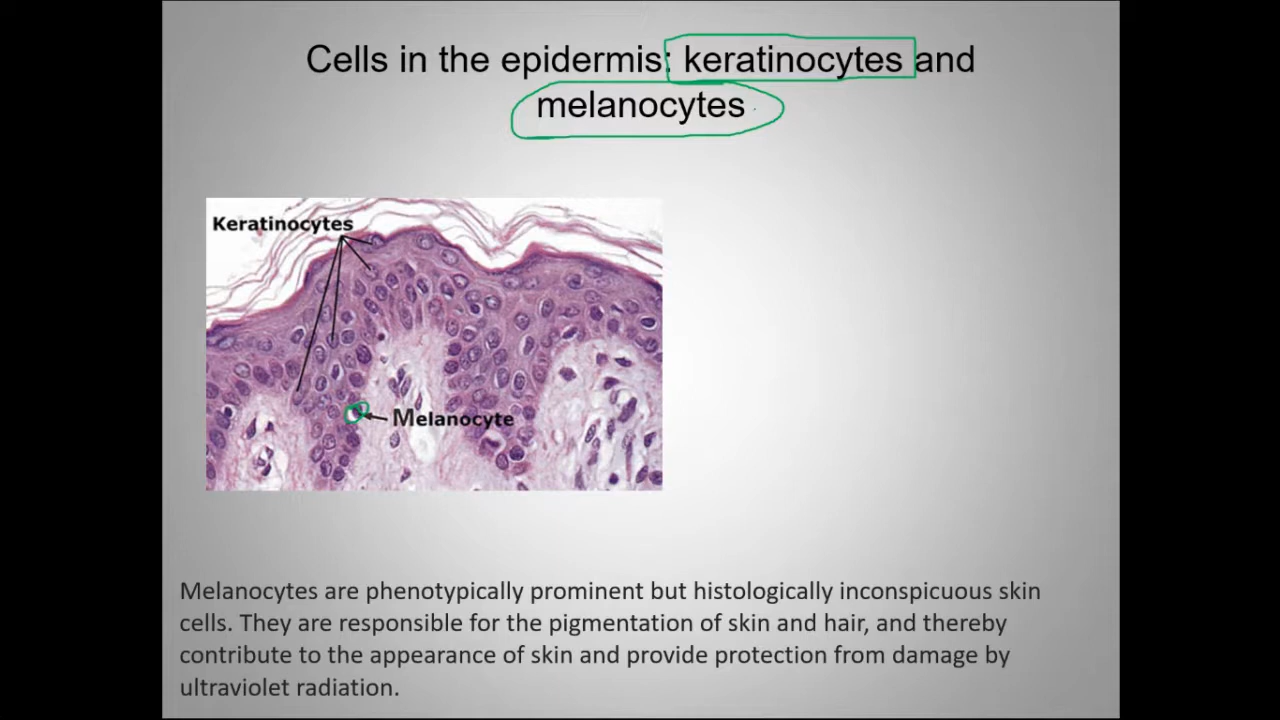 Cells in the epidermis: keratinocytes and
melanocytes
Keratinocytes
Melanocyte
Melanocytes are phenotypically prominent but histologically inconspicuous skin
cells. They are responsible for the pigmentation of skin and hair, and thereby
contribute to the appearance of skin and provide protection from damage by
ultraviolet radiation.